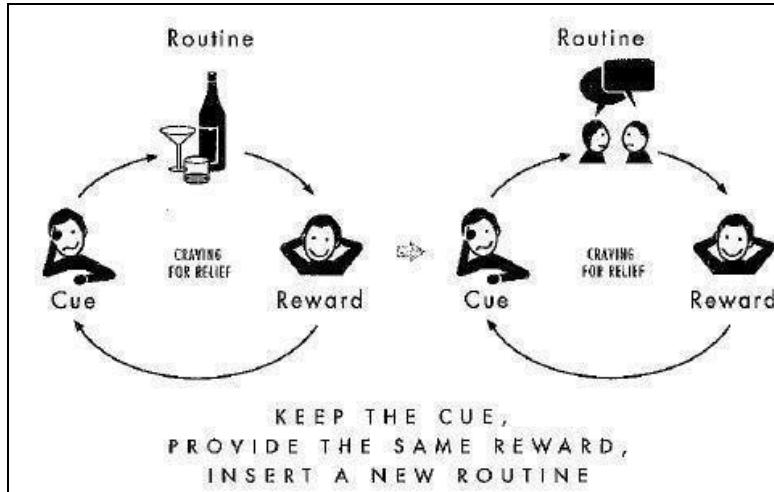 Routine
CRAVING
FOR RELIEF
Cue
Reward
Routine
CRAVING
FOR RELIEF
Cue
Reward
KEEP THE CUE,
PROVIDE THE SAME REWARD,
INSERT A NEW ROUTINE